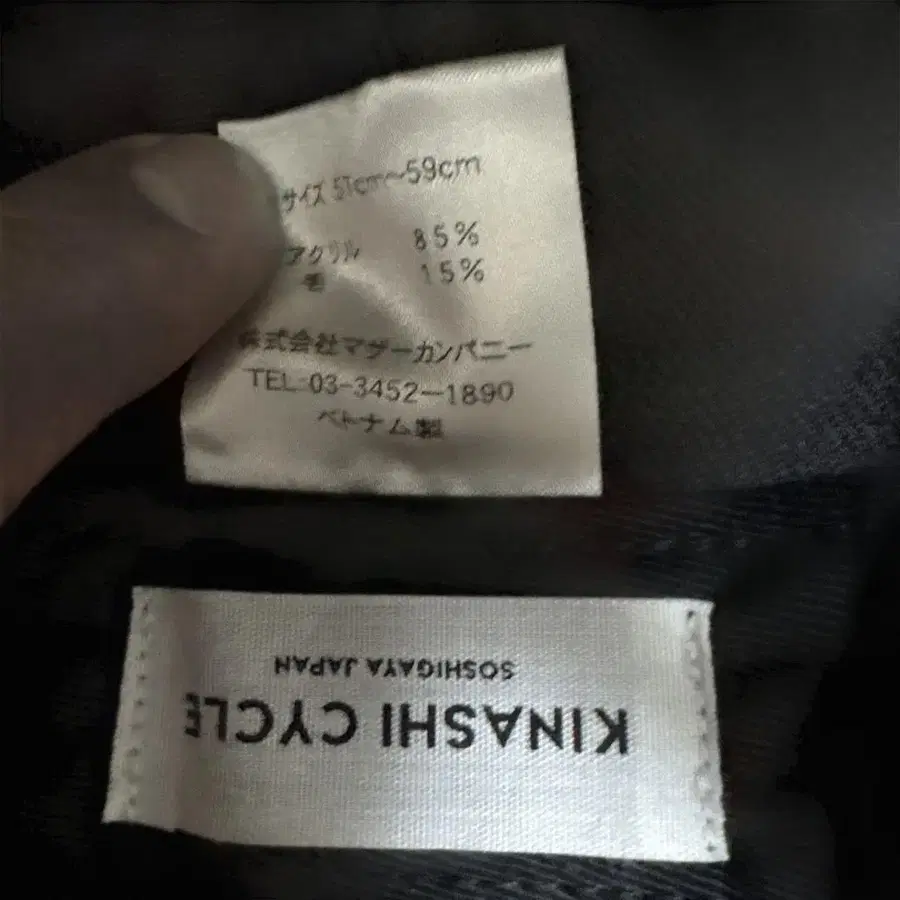 サイズ 57cm〜59cm
アクリル 85%
毛 15%
株式会社マザーカンパニー
TEL:03-3452-1890
ベトナム製
KINASHI CYCLE
SOSHIGAYA JAPAN